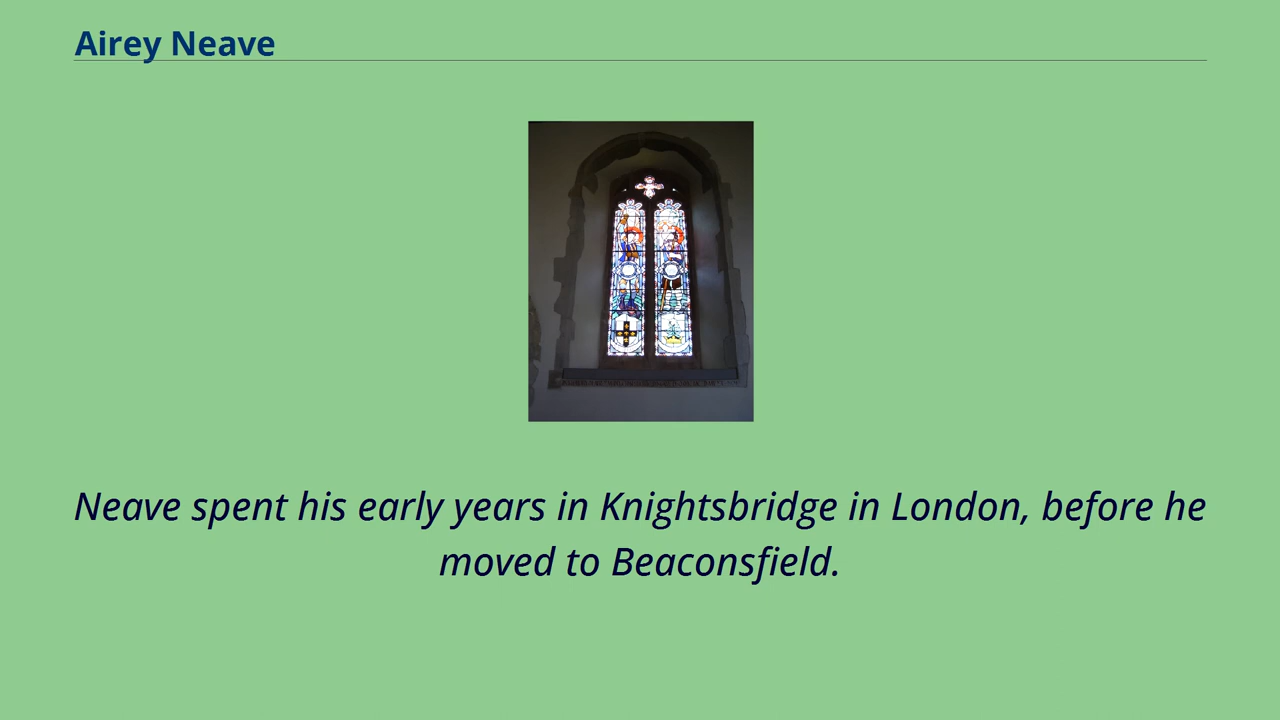 Airey Neave
Neave spent his early years in Knightsbridge in London, before he
moved to Beaconsfield.